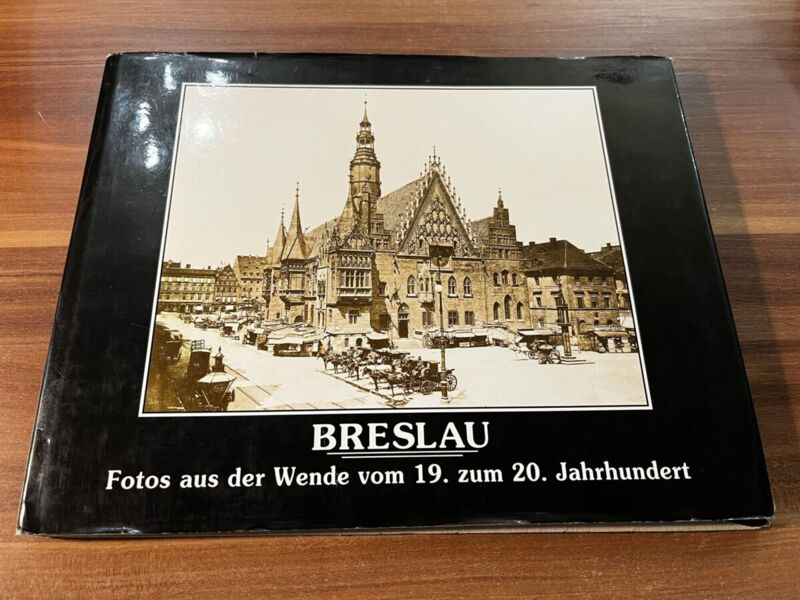 BRESLAU
Fotos aus der Wende vom 19. zum 20. Jahrhundert